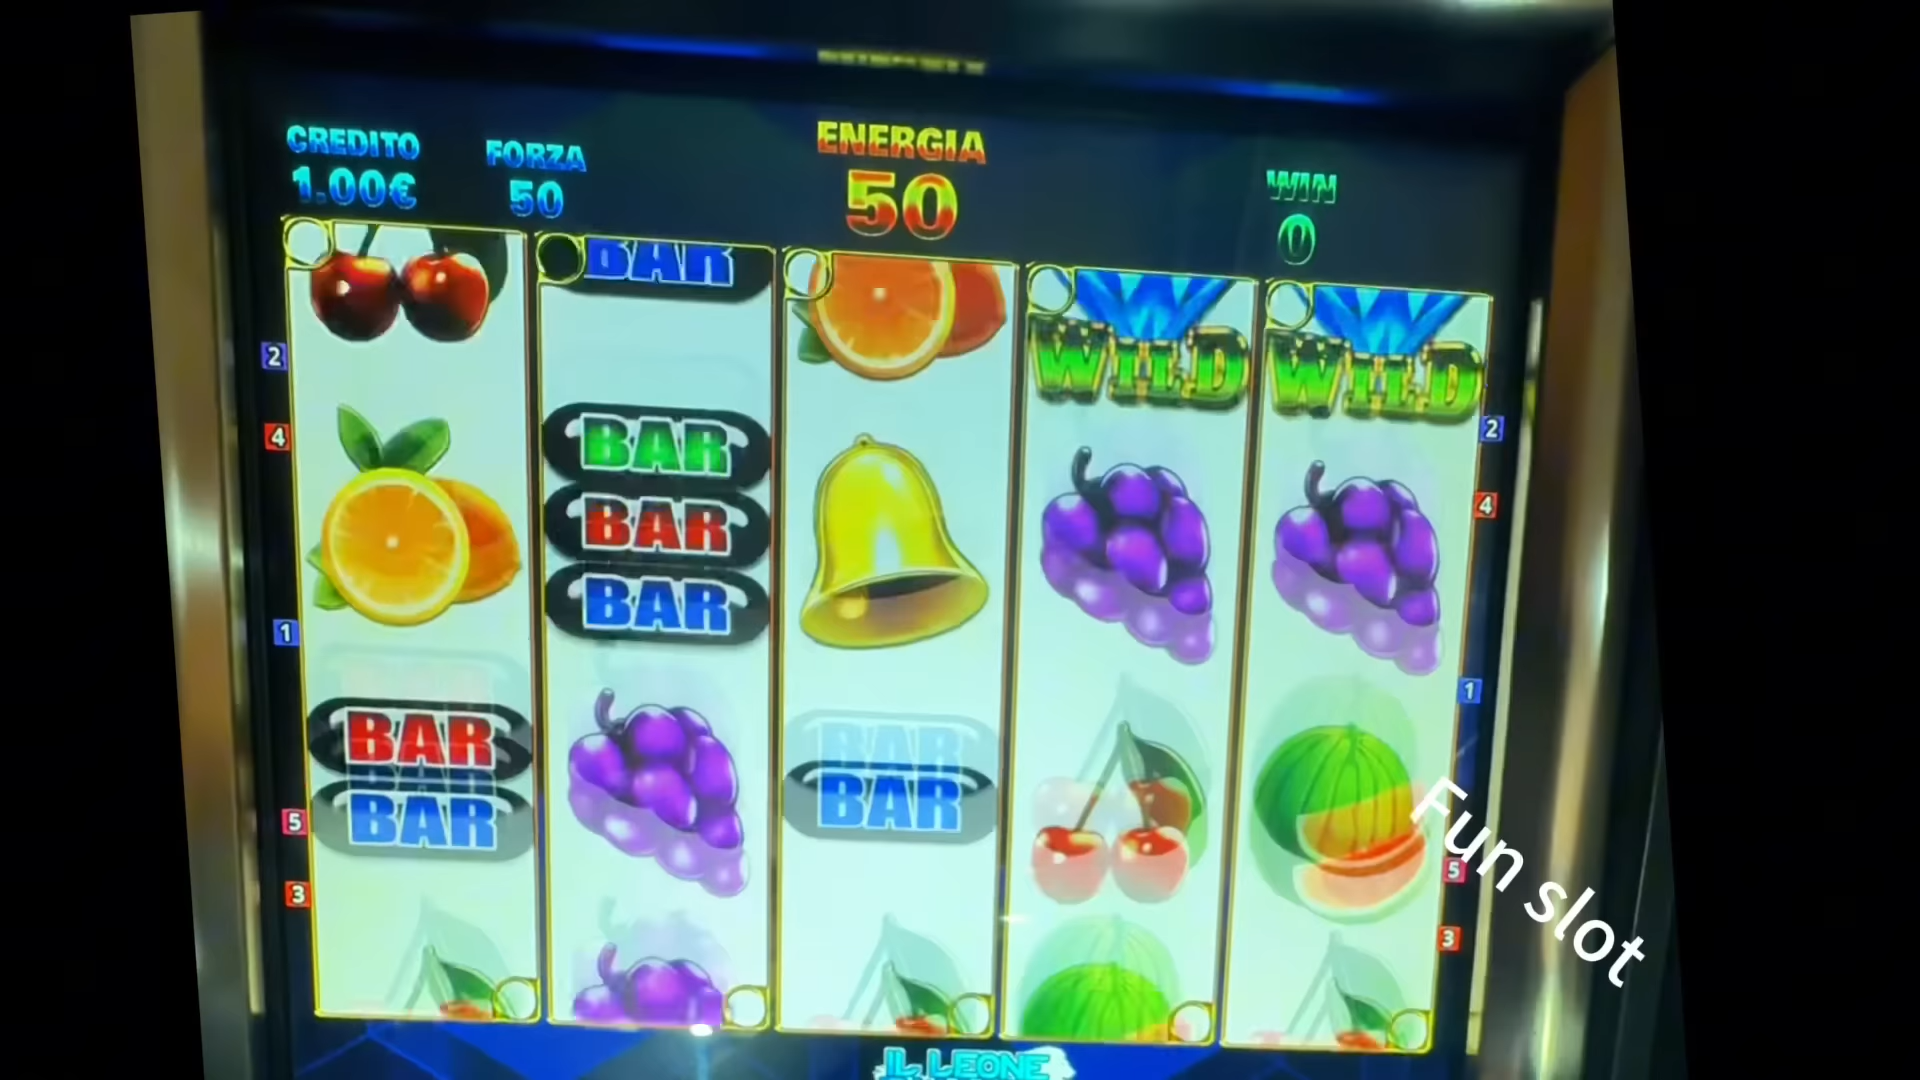 CREDITO
1.00€
FORZA
50
ENERGIA
50
WIN
0
BAR
WILD
WILD
2
4
BAR
BAR
BAR
2
4
1
1
BAR
BAR
BAR
BAR
5
3
5
3
Fun slot
IL LEONE